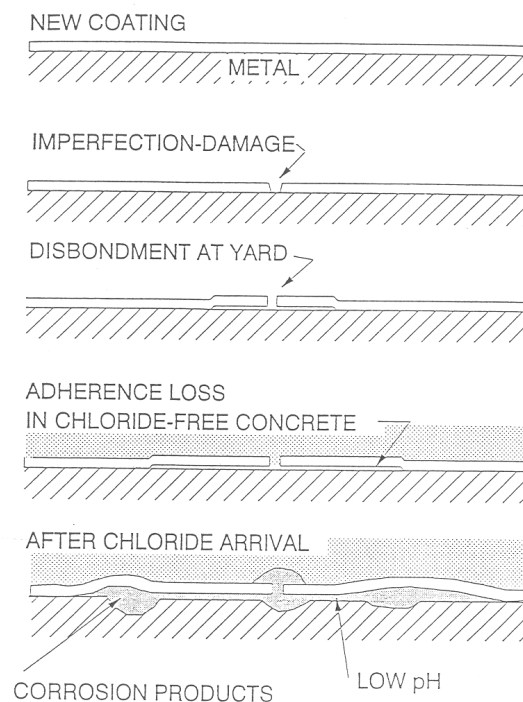 NEW COATING
METAL
IMPERFECTION-DAMAGE
DISBONDMENT AT YARD
ADHERENCE LOSS
IN CHLORIDE-FREE CONCRETE
AFTER CHLORIDE ARRIVAL
LOW pH
CORROSION PRODUCTS